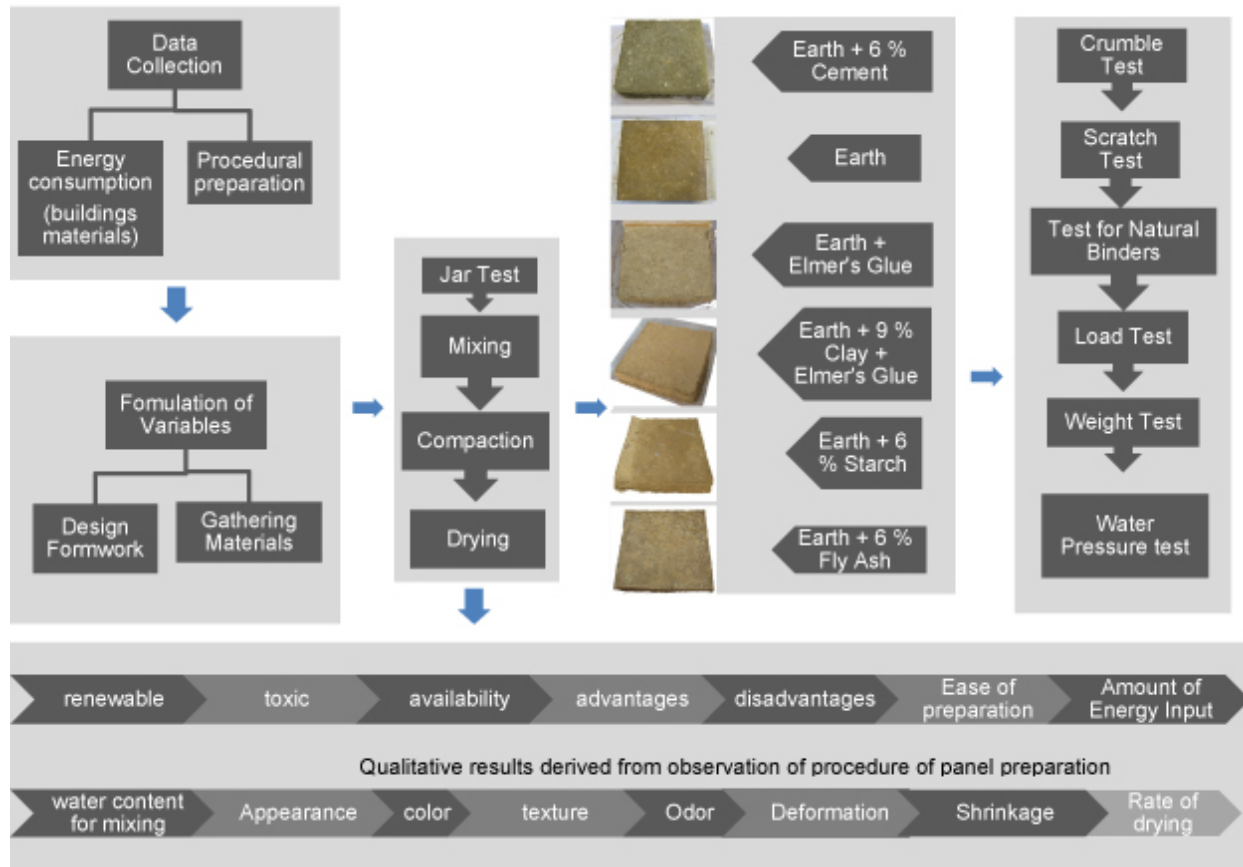 Data
Collection
Energy
consumption
(buildings
materials)
Procedural
preparation
Fomulation of
Variables
Design
Formwork
Gathering
Materials
Jar Test
Mixing
Compaction
Drying
Earth + 6 %
Cement
Earth
Earth +
Elmer's Glue
Earth + 9 %
Clay +
Elmer's Glue
Earth + 6
% Starch
Earth + 6 %
Fly Ash
Crumble
Test
Scratch
Test
Test for Natural
Binders
Load Test
Weight Test
Water
Pressure test
renewable
toxic
availability
advantages
disadvantages
Ease of
preparation
Amount of
Energy Input
Qualitative results derived from observation of procedure of panel preparation
water content
for mixing
Appearance
color
texture
Odor
Deformation
Shrinkage
Rate of
drying